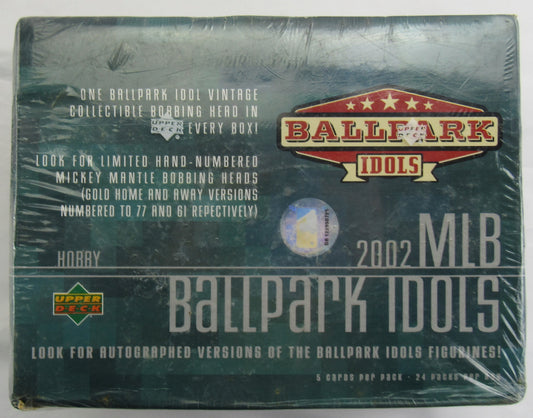 ONE BALLPARK IDOL VINTAGE
COLLECTIBLE BOBBING HEAD IN
EVERY BOX!
UPPER
DECK
LOOK FOR LIMITED HAND-NUMBERED
MICKEY MANTLE BOBBING HEADS
(GOLD HOME AND AWAY VERSIONS
NUMBERED TO 77 AND 61 REPECTIVELY)
BALLPARK
IDOLS
UPPER
DECK
HOBBY
2002 MLB
BALLPARK IDOLS
UPPER
DECK
LOOK FOR AUTOGRAPHED VERSIONS OF THE BALLPARK IDOLS FIGURINES!
5 CARDS PER PACK - 24 PACKS PER BOX